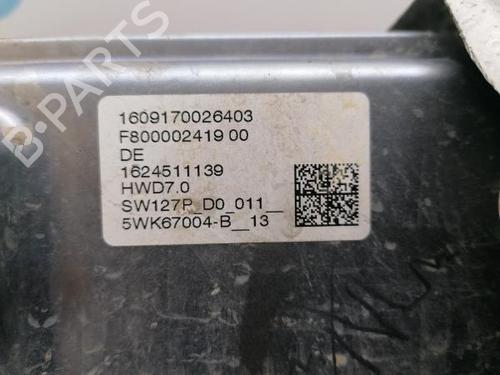 1609170026403
F800002419 00
DE
1624511139
HWD7.0
SW127P_D0_011__
5WK67004-B__13
B-PARTS